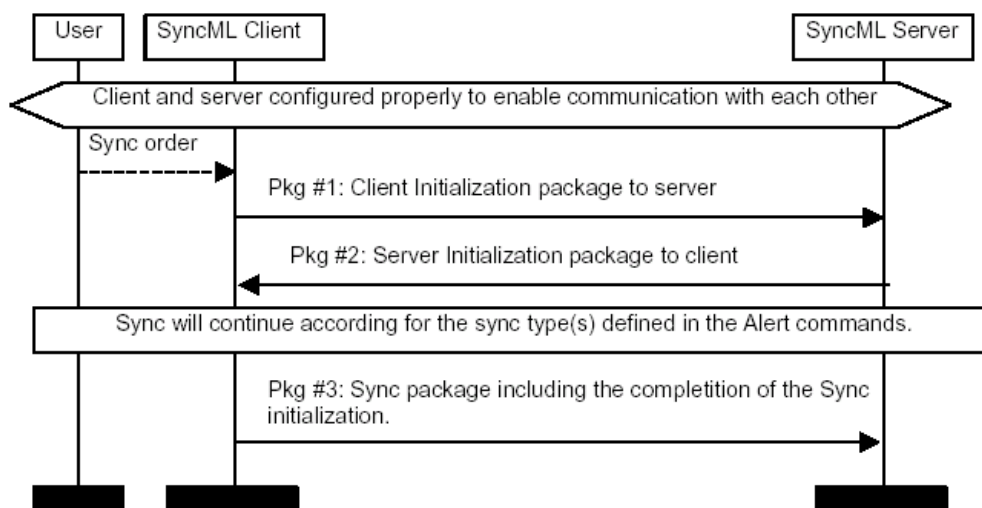 User
SyncML Client
SyncML Server
Client and server configured properly to enable communication with each other
Sync order
Pkg #1: Client Initialization package to server
Pkg #2: Server Initialization package to client
Sync will continue according for the sync type(s) defined in the Alert commands.
Pkg #3: Sync package including the completition of the Sync
initialization.